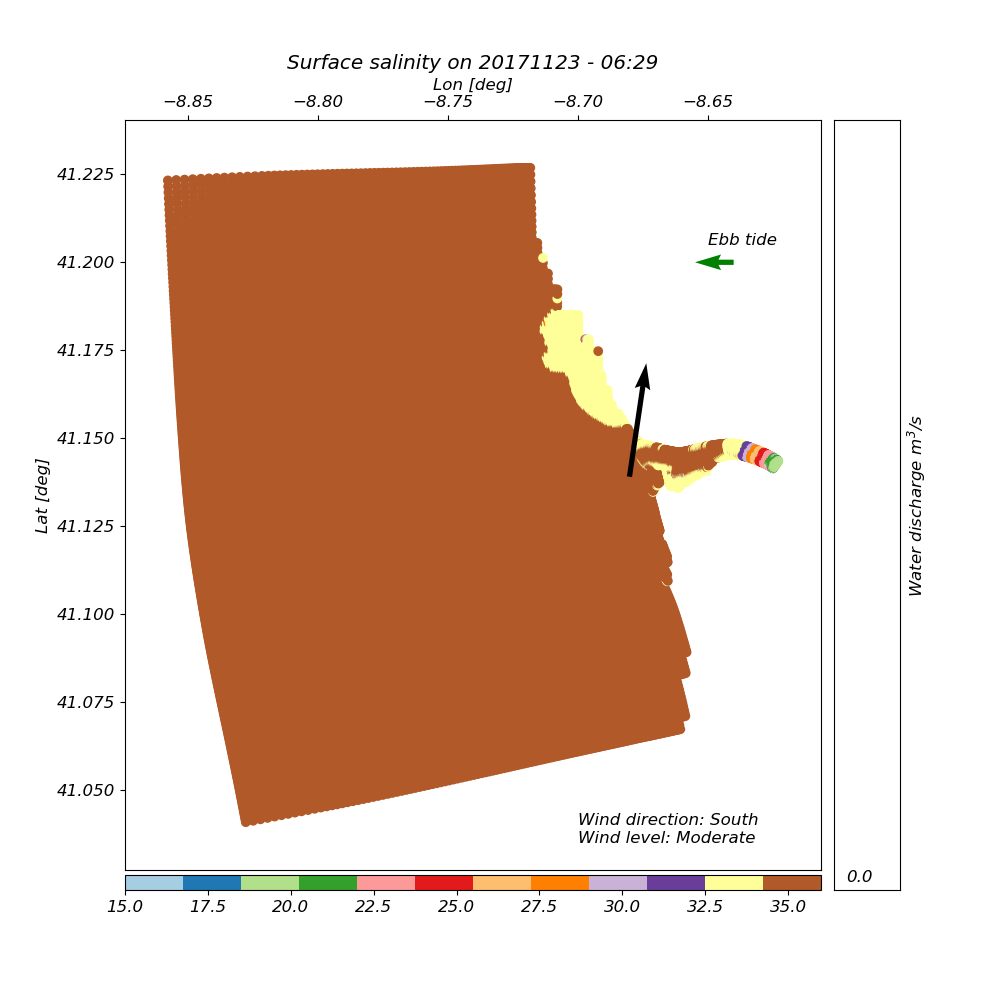 Surface salinity on 20171123 - 06:29
Lon [deg]
−8.85 −8.80 −8.75 −8.70 −8.65
41.225
41.200
41.175
41.150
41.125
41.100
41.075
41.050
Lat [deg]
Ebb tide
Wind direction: South
Wind level: Moderate
15.0 17.5 20.0 22.5 25.0 27.5 30.0 32.5 35.0
0.0
Water discharge m³/s